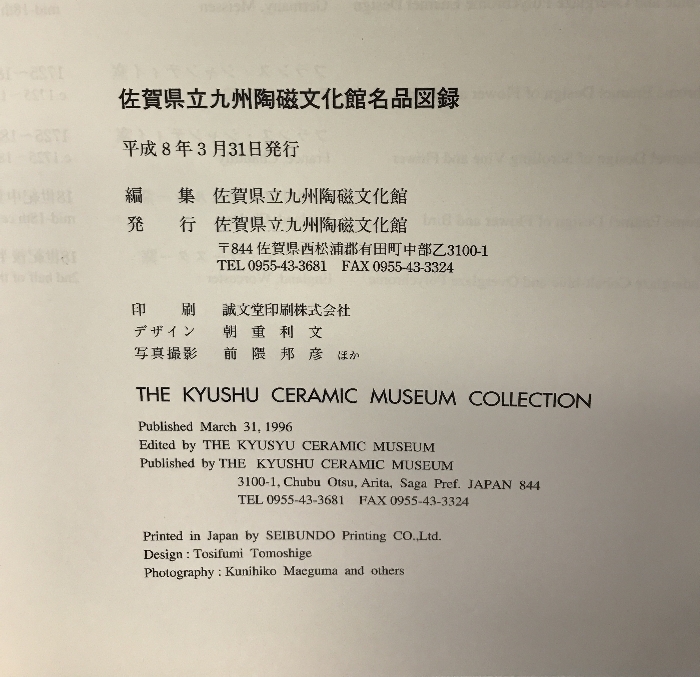 佐賀県立九州陶磁文化館名品図録
平成8年3月31日発行
編　集　佐賀県立九州陶磁文化館
発　行　佐賀県立九州陶磁文化館
〒844 佐賀県西松浦郡有田町中部乙3100-1
TEL 0955-43-3681　FAX 0955-43-3324
印　刷　誠文堂印刷株式会社
デザイン　朝　重　利　文
写真撮影　前　隈　邦　彦　ほか
THE KYUSHU CERAMIC MUSEUM COLLECTION
Published March 31, 1996
Edited by THE KYUSYU CERAMIC MUSEUM
Published by THE KYUSHU CERAMIC MUSEUM
3100-1, Chubu Otsu, Arita, Saga Pref. JAPAN 844
TEL 0955-43-3681　FAX 0955-43-3324
Printed in Japan by SEIBUNDO Printing CO.,Ltd.
Design : Tosifumi Tomoshige
Photography : Kunihiko Maeguma and others